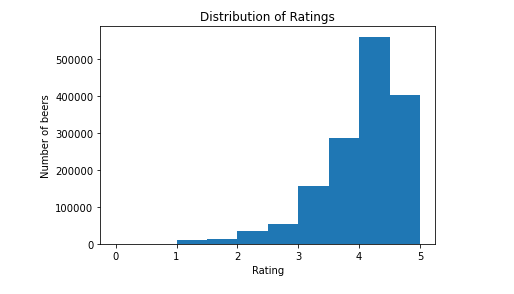 Distribution of Ratings
500000
400000
300000
200000
100000
0
Number of beers
0 1 2 3 4 5
Rating